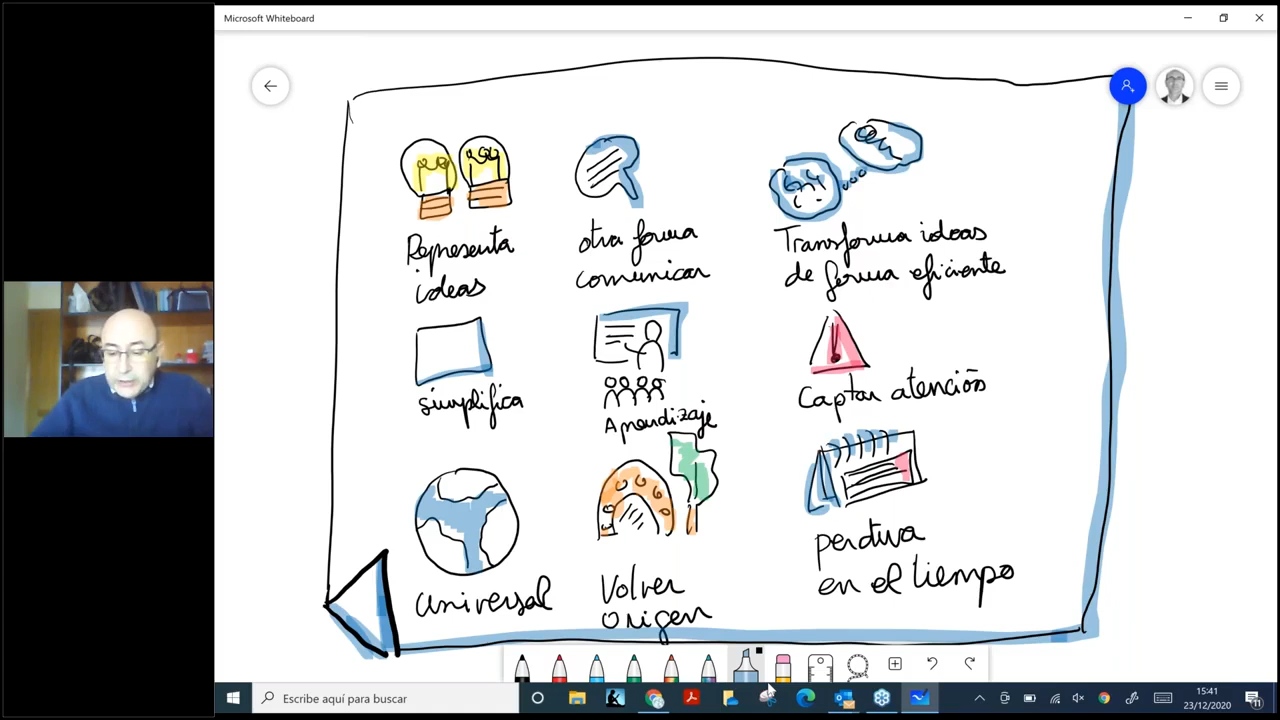 Microsoft Whiteboard
Representa
ideas
otra forma
comunicar
Transforma ideas
de forma eficiente
simplifica
Aprendizaje
Captar atención
universal
Volver
origen
perdura
en el tiempo
Escribe aquí para buscar
15:41
23/12/2020
11